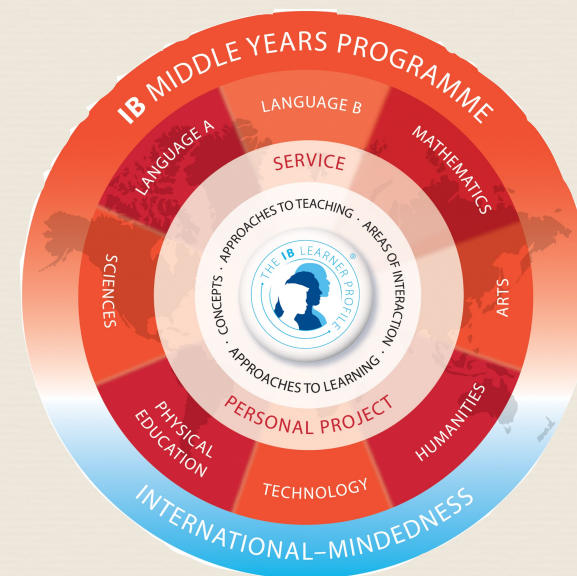 IB MIDDLE YEARS PROGRAMME
LANGUAGE A
LANGUAGE B
MATHEMATICS
SCIENCES
ARTS
PHYSICAL
EDUCATION
TECHNOLOGY
HUMANITIES
SERVICE
PERSONAL PROJECT
APPROACHES TO TEACHING · AREAS OF INTERACTION · APPROACHES TO LEARNING · CONCEPTS ·
THE IB LEARNER PROFILE®
INTERNATIONAL–MINDEDNESS